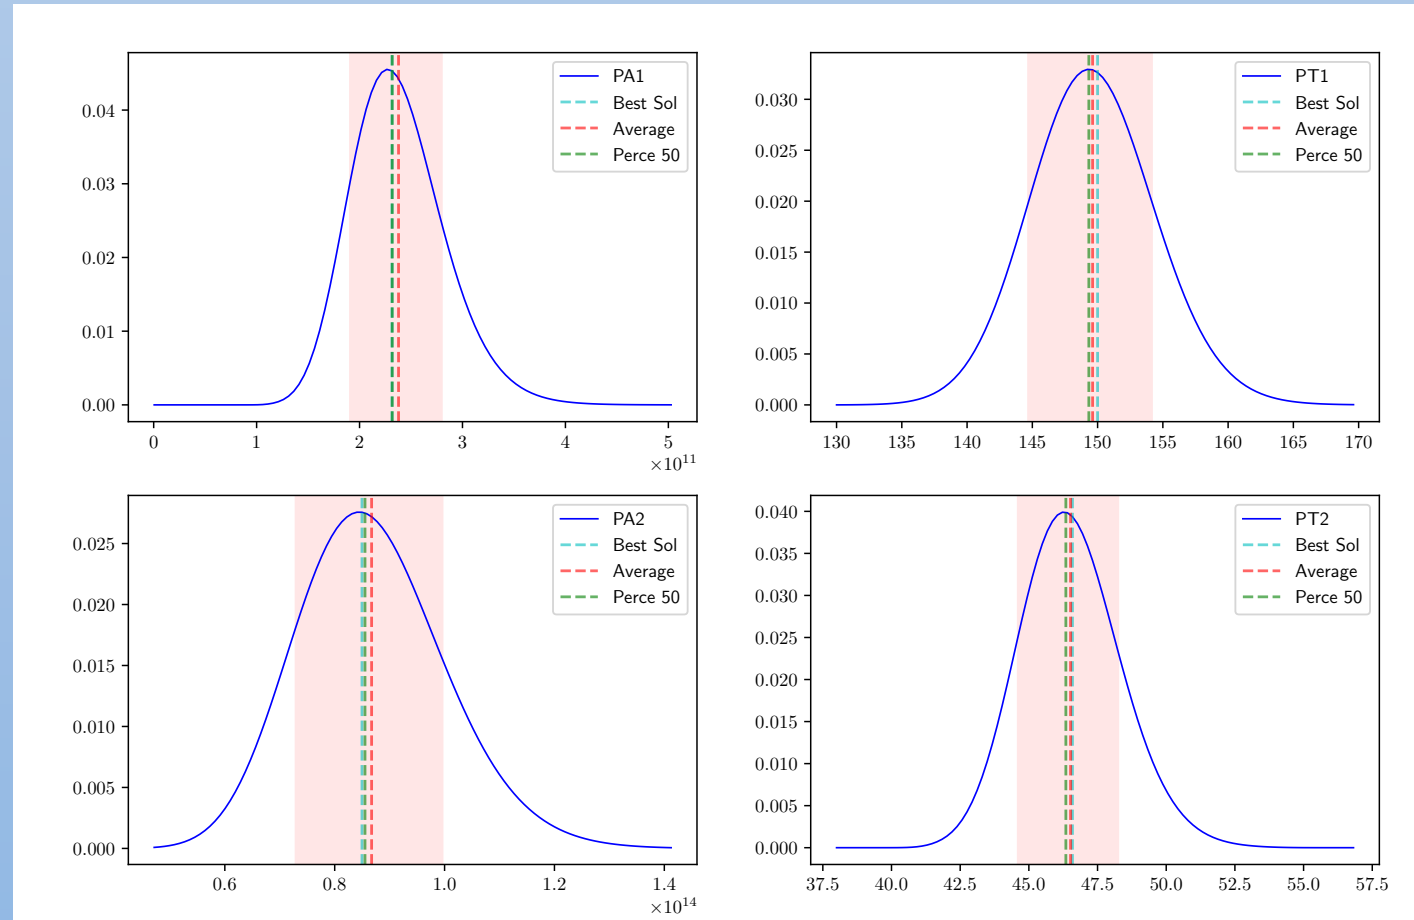 PA1
Best Sol
Average
Perce 50
0.04
0.03
0.02
0.01
0.00
0 1 2 3 4 5
×10¹¹
PT1
Best Sol
Average
Perce 50
0.030
0.025
0.020
0.015
0.010
0.005
0.000
130 135 140 145 150 155 160 165 170
PA2
Best Sol
Average
Perce 50
0.025
0.020
0.015
0.010
0.005
0.000
0.6 0.8 1.0 1.2 1.4
×10¹⁴
PT2
Best Sol
Average
Perce 50
0.040
0.035
0.030
0.025
0.020
0.015
0.010
0.005
0.000
37.5 40.0 42.5 45.0 47.5 50.0 52.5 55.0 57.5